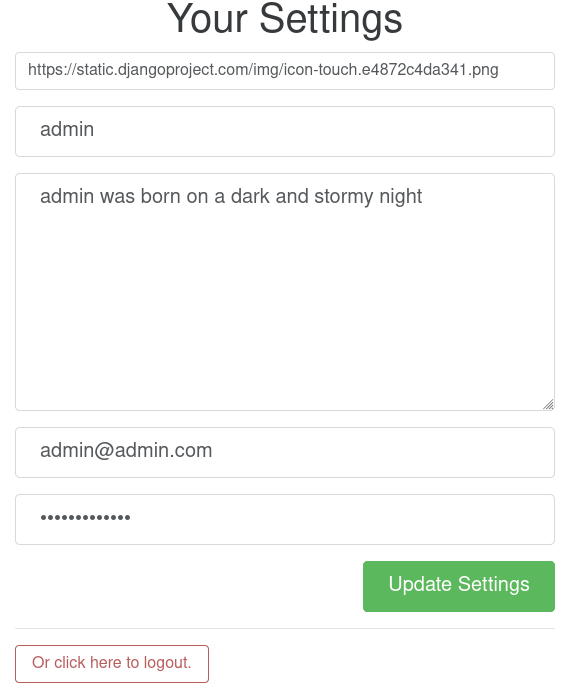 Your Settings
https://static.djangoproject.com/img/icon-touch.e4872c4da341.png
admin
admin was born on a dark and stormy night
admin@admin.com
•••••••••••••
Update Settings
Or click here to logout.